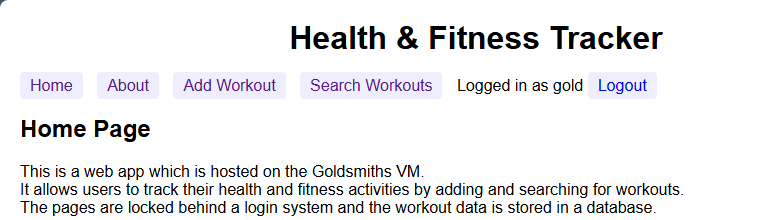 Health & Fitness Tracker
Home About Add Workout Search Workouts Logged in as gold Logout
Home Page
This is a web app which is hosted on the Goldsmiths VM.
It allows users to track their health and fitness activities by adding and searching for workouts.
The pages are locked behind a login system and the workout data is stored in a database.